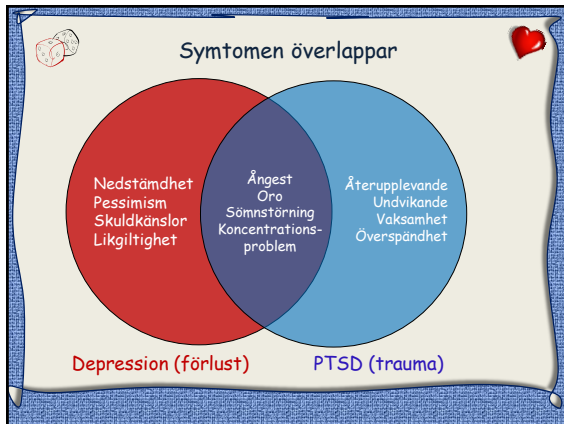 Symtomen överlappar
Nedstämdhet
Pessimism
Skuldkänslor
Likgiltighet
Ångest
Oro
Sömnstörning
Koncentrations-
problem
Återupplevande
Undvikande
Vaksamhet
Överspändhet
Depression (förlust)
PTSD (trauma)